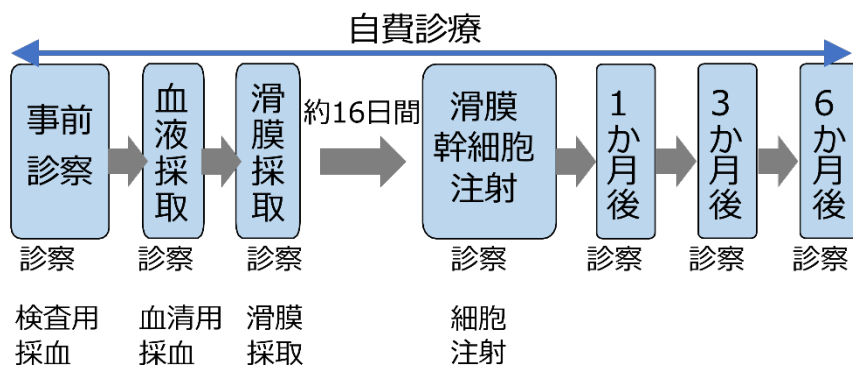 自費診療
事前
診察
血液採取
滑膜採取
約16日間
滑膜
幹細胞
注射
1か月後
3か月後
6か月後
診察
診察
診察
診察
診察
診察
診察
検査用
採血
血清用
採血
滑膜
採取
細胞
注射